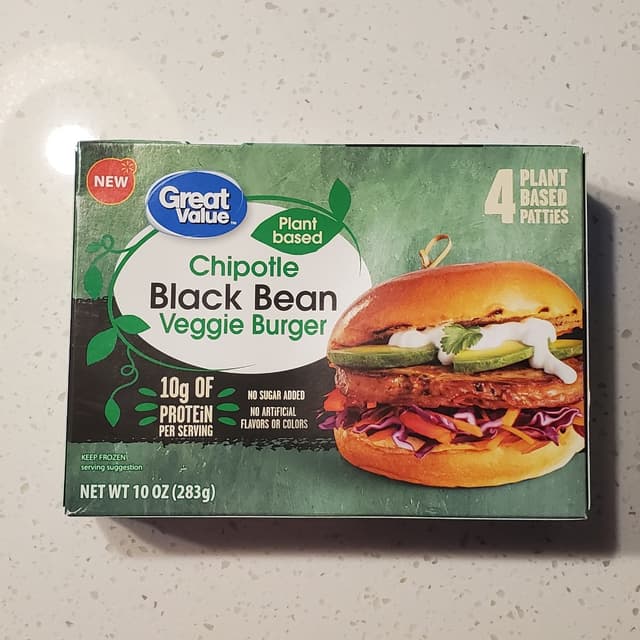 NEW
Great
Value™
Plant
based
4 PLANT
BASED
PATTIES
Chipotle
Black Bean
Veggie Burger
10g OF
PROTEIN
PER SERVING
NO SUGAR ADDED
NO ARTIFICIAL
FLAVORS OR COLORS
KEEP FROZEN
serving suggestion
NET WT 10 OZ (283g)